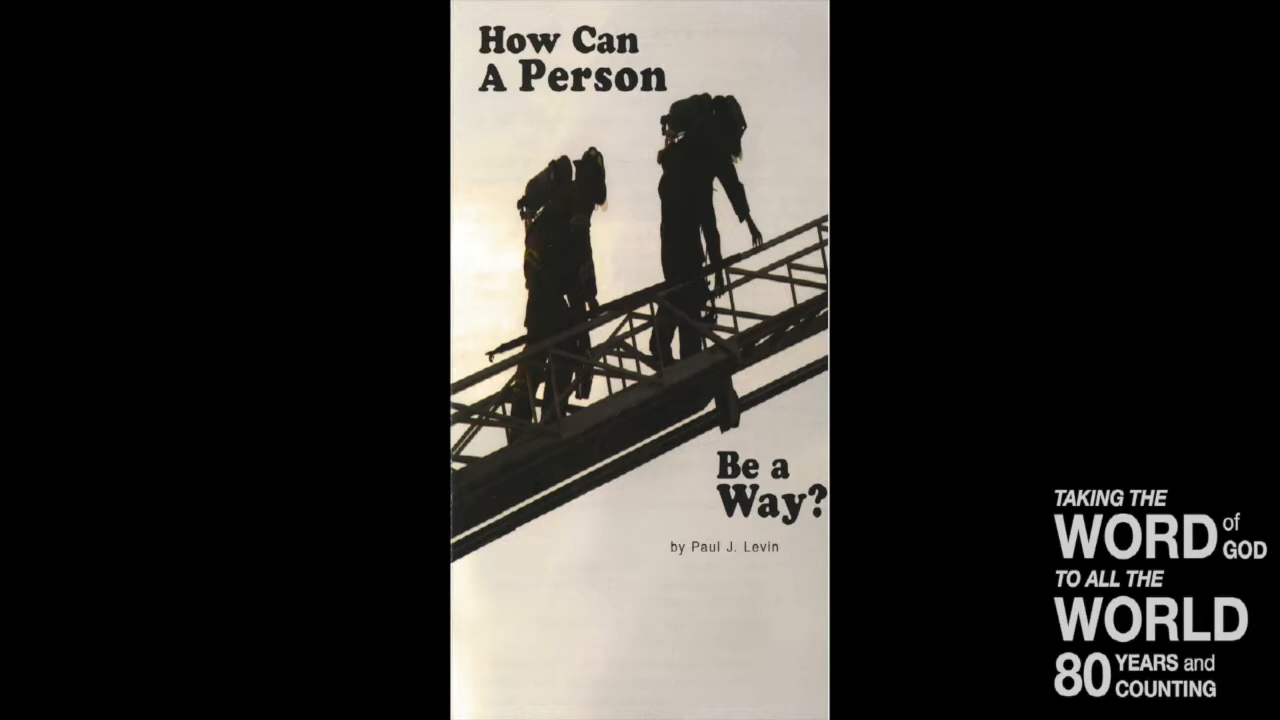 How Can
A Person
Be a
Way?
by Paul J. Levin
TAKING THE
WORD of GOD
TO ALL THE
WORLD
80 YEARS and COUNTING